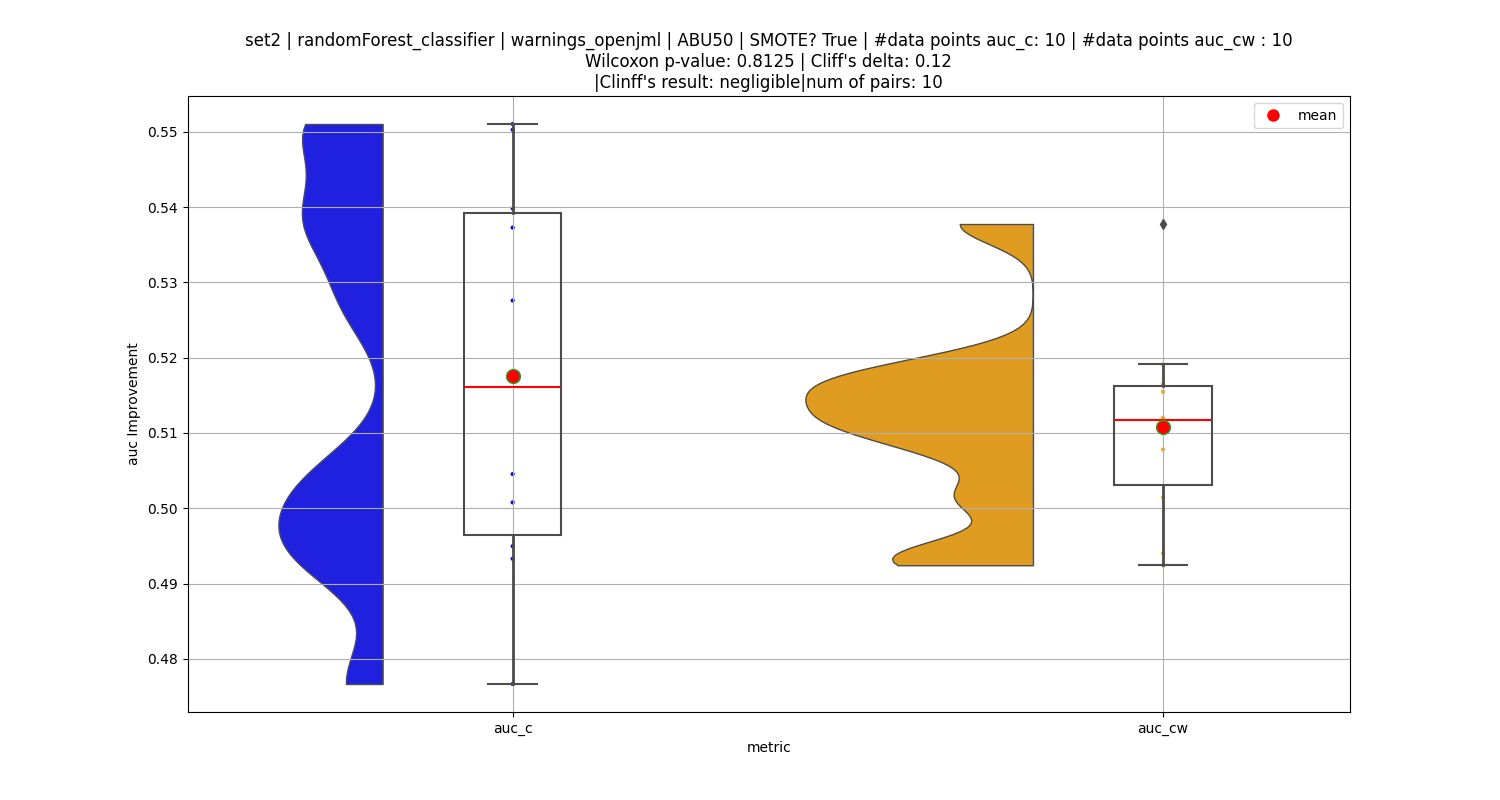 set2 | randomForest_classifier | warnings_openjml | ABU50 | SMOTE? True | #data points auc_c: 10 | #data points auc_cw : 10
Wilcoxon p-value: 0.8125 | Cliff's delta: 0.12
|Clinff's result: negligible|num of pairs: 10
mean
0.55
0.54
0.53
0.52
0.51
0.50
0.49
0.48
auc Improvement
auc_c
auc_cw
metric